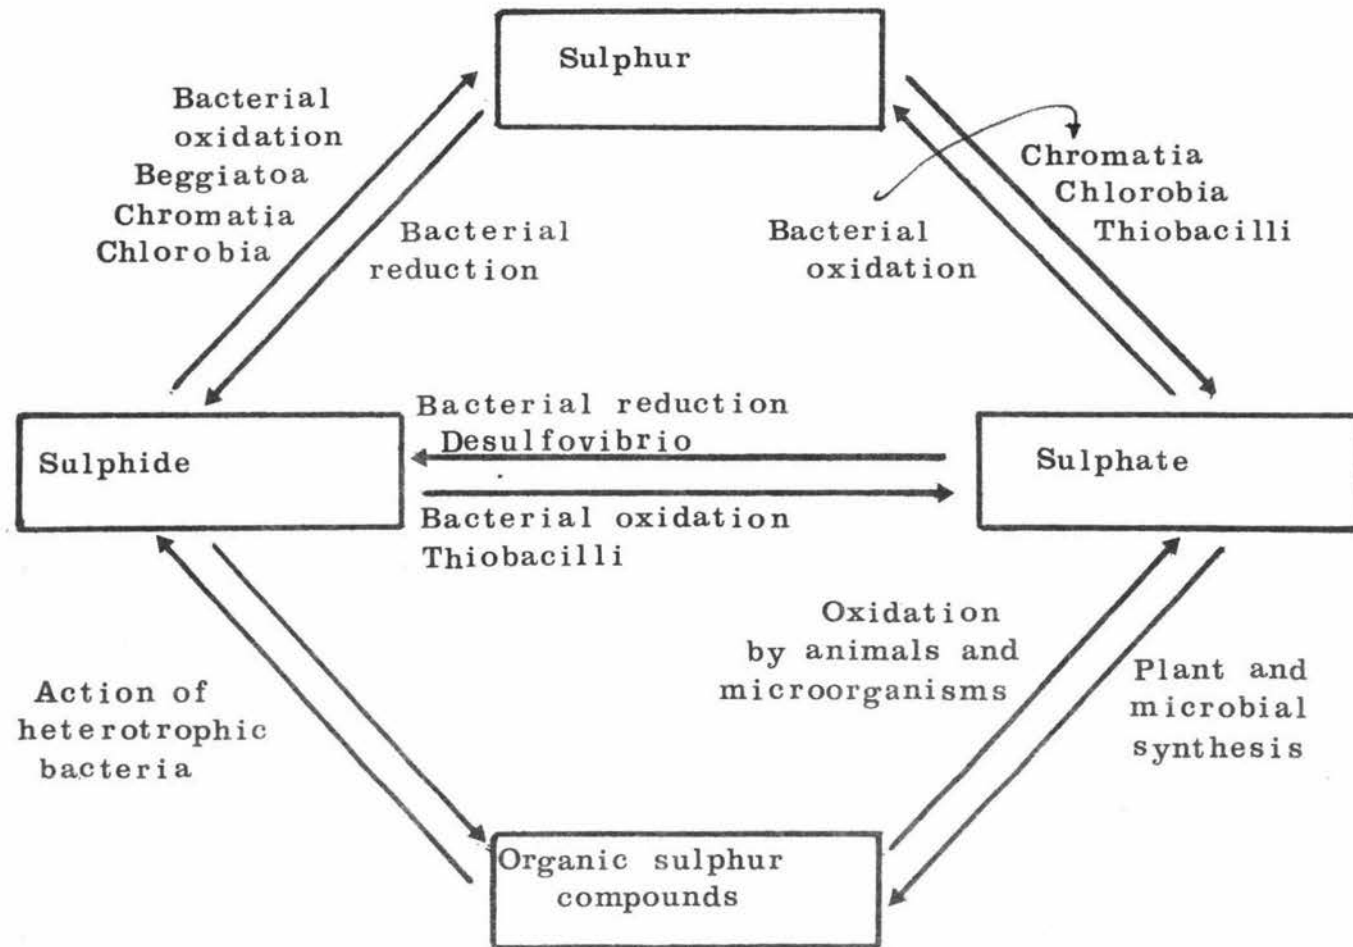 Sulphur
Bacterial
oxidation
Beggiatoa
Chromatia
Chlorobia
Bacterial
reduction
Bacterial
oxidation
Chromatia
Chlorobia
Thiobacilli
Sulphide
Bacterial reduction
Desulfovibrio
Bacterial oxidation
Thiobacilli
Sulphate
Action of
heterotrophic
bacteria
Oxidation
by animals and
microorganisms
Plant and
microbial
synthesis
Organic sulphur
compounds